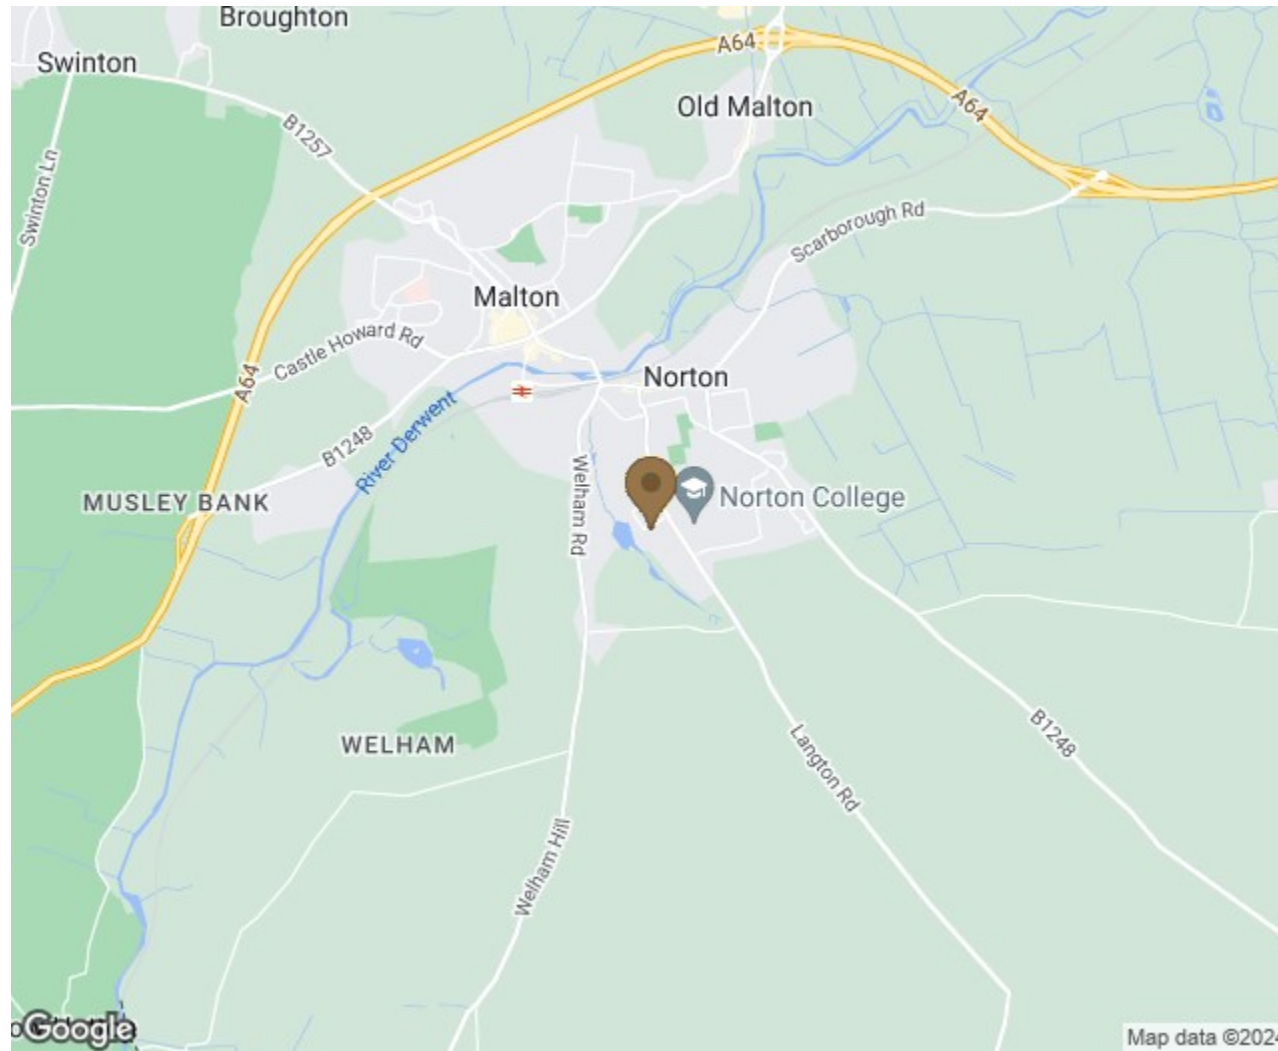 Broughton
Swinton
A64
Old Malton
A64
B1257
Swinton Ln
Scarborough Rd
Malton
Castle Howard Rd
Norton
A64
River Derwent
B1248
Welham Rd
MUSLEY BANK
Norton College
WELHAM
B1248
Langton Rd
Welham Hill
Google
Map data ©2024